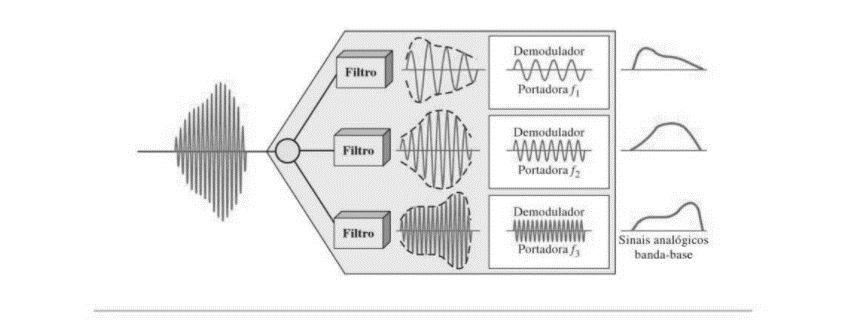 Filtro
Demodulador
Portadora f1
Filtro
Demodulador
Portadora f2
Filtro
Demodulador
Portadora f3
Sinais analógicos
banda-base